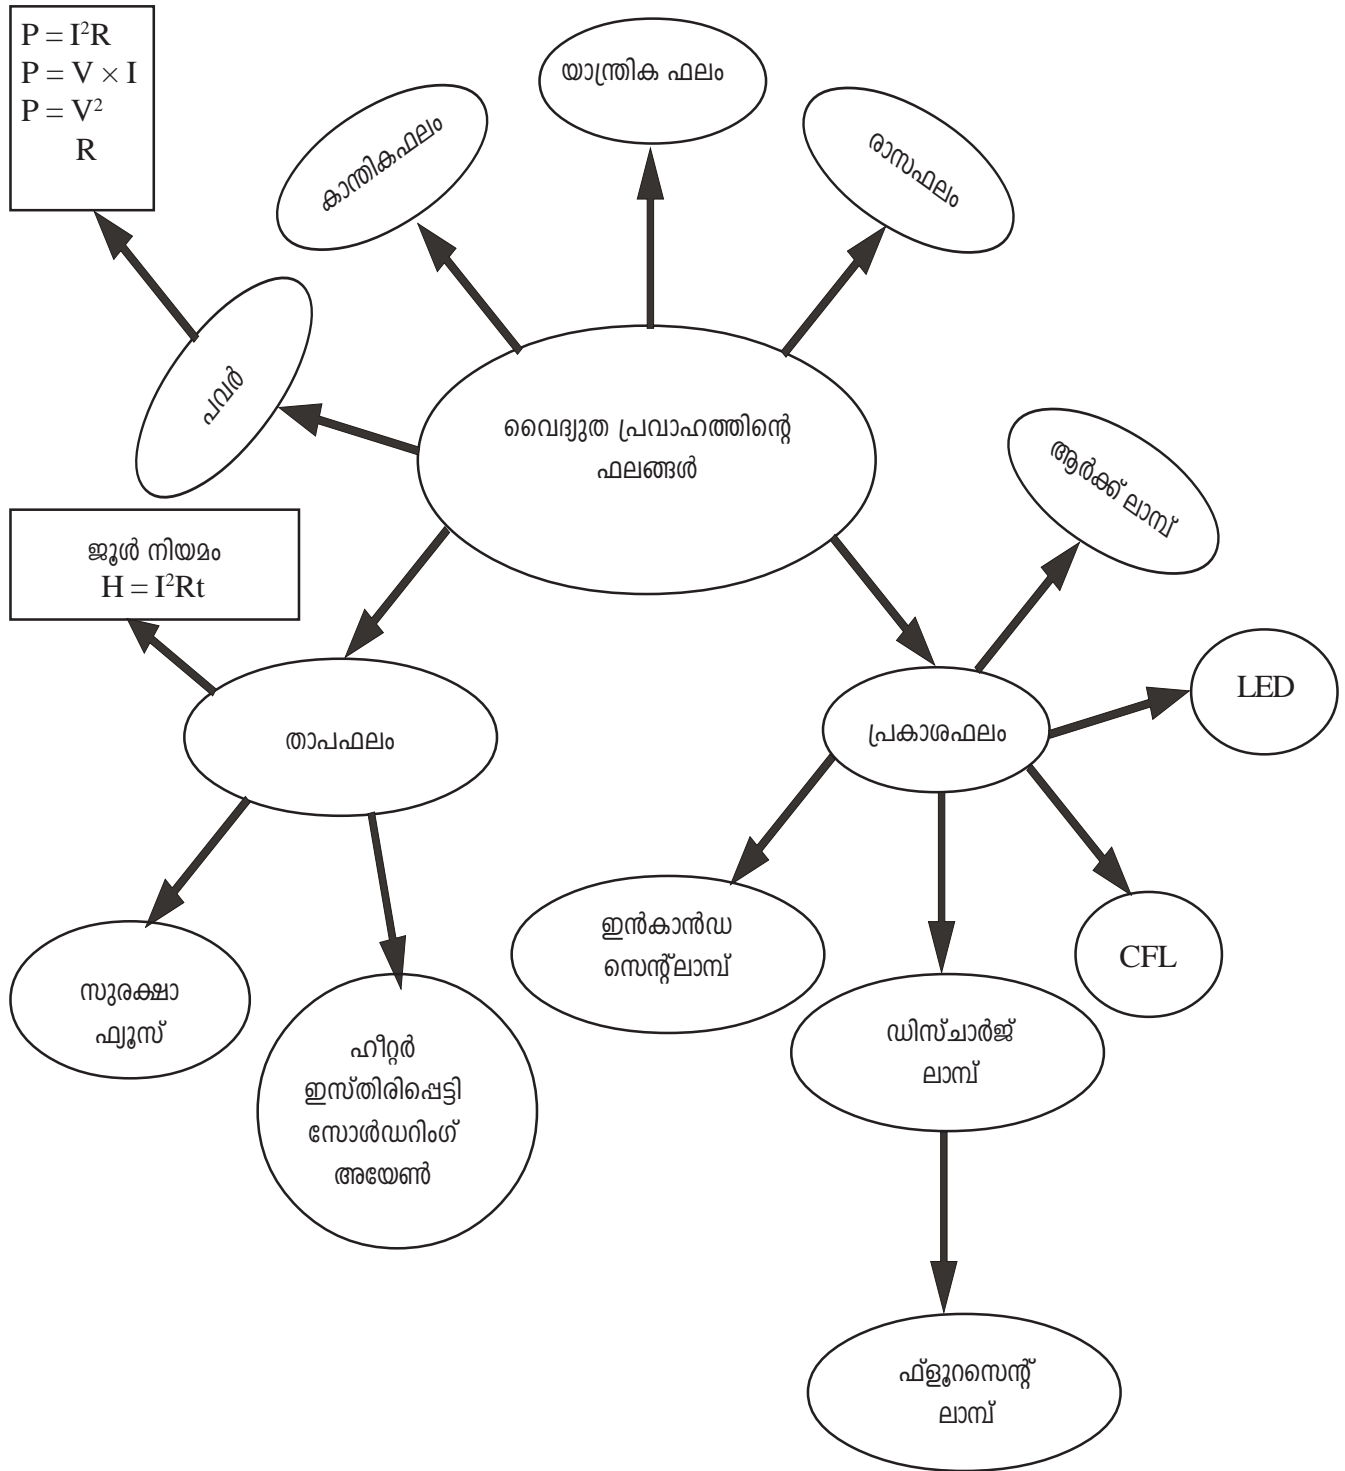 P = I²R
P = V × I
P = V²
R
യാന്ത്രിക ഫലം
കാന്തികഫലം
രാസഫലം
പവർ
വൈദ്യുത പ്രവാഹത്തിന്റെ
ഫലങ്ങൾ
ആർക്ക് ലാമ്പ്
ജൂൾ നിയമം
H = I²Rt
LED
താപഫലം
പ്രകാശഫലം
ഇൻകാൻഡ
സെന്റ്ലാമ്പ്
CFL
സുരക്ഷാ
ഫ്യൂസ്
ഹീറ്റർ
ഇസ്തിരിപ്പെട്ടി
സോൾഡറിംഗ്
അയേൺ
ഡിസ്ചാർജ്
ലാമ്പ്
ഫ്ളൂറസെന്റ്
ലാമ്പ്